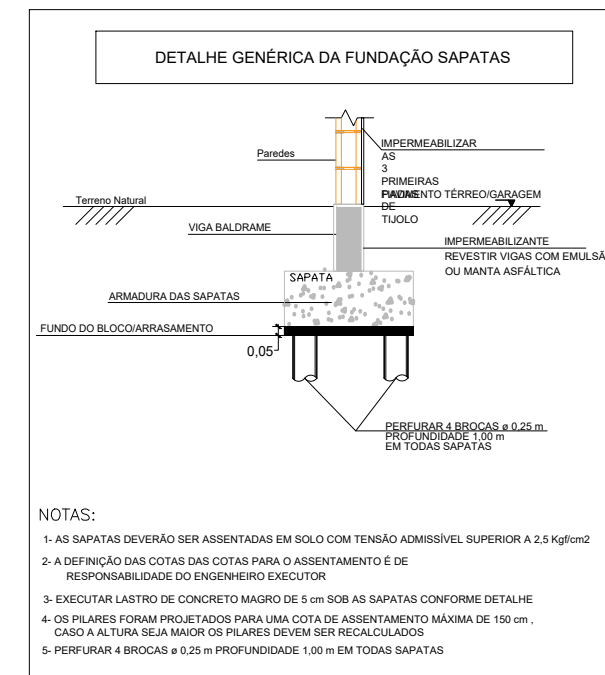 DETALHE GENÉRICA DA FUNDAÇÃO SAPATAS
IMPERMEABILIZAR
AS
3
PRIMEIRAS
FIADAS
DE
TIJOLO
Paredes
PAVIMENTO TÉRREO/GARAGEM
Terreno Natural
VIGA BALDRAME
IMPERMEABILIZANTE
REVESTIR VIGAS COM EMULSÃ
OU MANTA ASFÁLTICA
SAPATA
ARMADURA DAS SAPATAS
FUNDO DO BLOCO/ARRASAMENTO
0,05
PERFURAR 4 BROCAS ø 0,25 m
PROFUNDIDADE 1,00 m
EM TODAS SAPATAS
NOTAS:
1- AS SAPATAS DEVERÃO SER ASSENTADAS EM SOLO COM TENSÃO ADMISSÍVEL SUPERIOR A 2,5 Kgf/cm2
2- A DEFINIÇÃO DAS COTAS DAS COTAS PARA O ASSENTAMENTO É DE
RESPONSABILIDADE DO ENGENHEIRO EXECUTOR
3- EXECUTAR LASTRO DE CONCRETO MAGRO DE 5 cm SOB AS SAPATAS CONFORME DETALHE
4- OS PILARES FORAM PROJETADOS PARA UMA COTA DE ASSENTAMENTO MÁXIMA DE 150 cm ,
CASO A ALTURA SEJA MAIOR OS PILARES DEVEM SER RECALCULADOS
5- PERFURAR 4 BROCAS ø 0,25 m PROFUNDIDADE 1,00 m EM TODAS SAPATAS